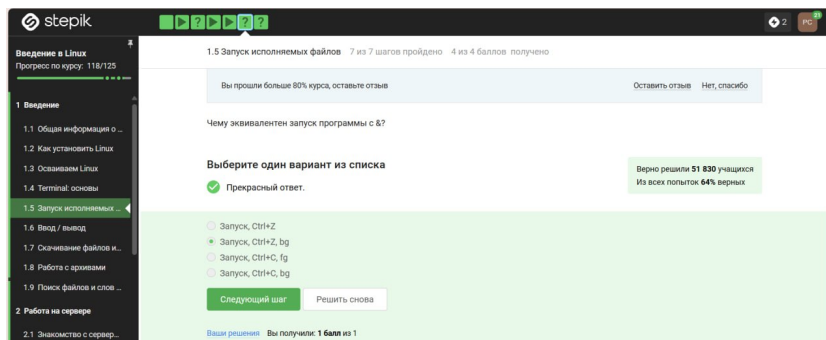 stepik
2
PC
21
Введение в Linux
Прогресс по курсу: 118/125
1 Введение
1.1 Общая информация о ...
1.2 Как установить Linux
1.3 Осваиваем Linux
1.4 Terminal: основы
1.5 Запуск исполняемых ...
1.6 Ввод / вывод
1.7 Скачивание файлов и...
1.8 Работа с архивами
1.9 Поиск файлов и слов ...
2 Работа на сервере
2.1 Знакомство с сервер...
1.5 Запуск исполняемых файлов 7 из 7 шагов пройдено 4 из 4 баллов получено
Вы прошли больше 80% курса, оставьте отзыв
Оставить отзыв Нет, спасибо
Чему эквивалентен запуск программы с &?
Выберите один вариант из списка
Прекрасный ответ.
Верно решили 51 830 учащихся
Из всех попыток 64% верных
Запуск, Ctrl+Z
Запуск, Ctrl+Z, bg
Запуск, Ctrl+C, fg
Запуск, Ctrl+C, bg
Следующий шаг
Решить снова
Ваши решения Вы получили: 1 балл из 1